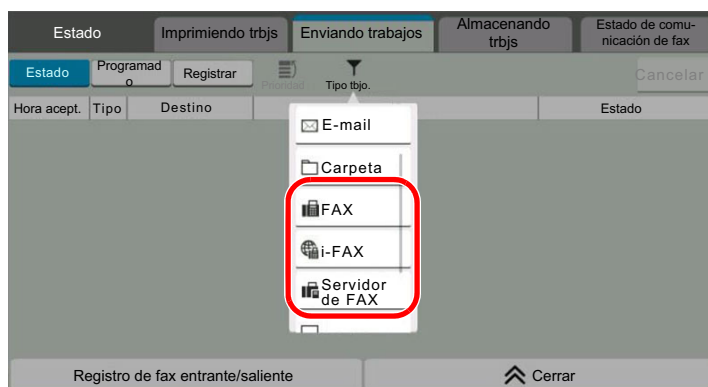 Estado
Imprimiendo trbjs
Enviando trabajos
Almacenando
trbjs
Estado de comu-
nicación de fax
Estado
Programad
o
Registrar
Prioridad
Tipo tbjo.
Cancelar
Hora acept.
Tipo
Destino
Estado
E-mail
Carpeta
FAX
i-FAX
Servidor
de FAX
Registro de fax entrante/saliente
Cerrar